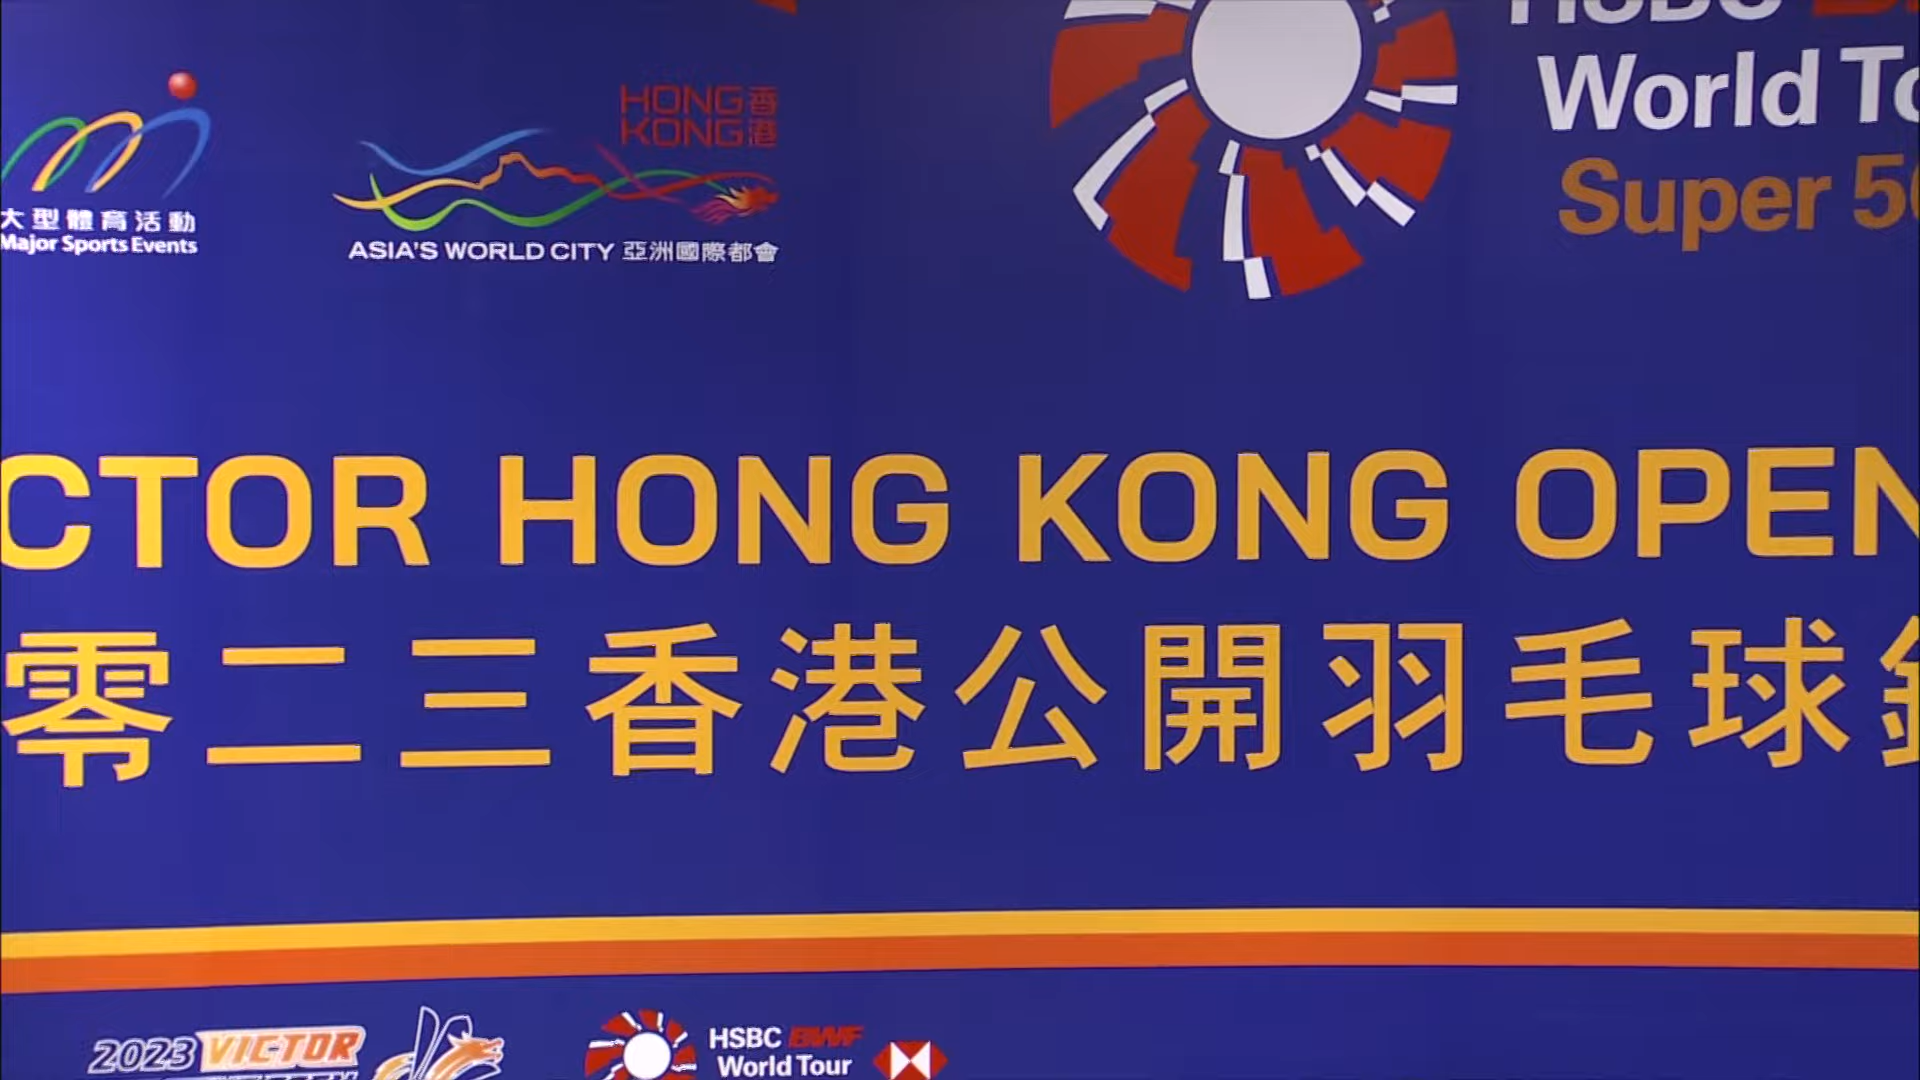 大型體育活動
Major Sports Events
HONG 香
KONG 港
ASIA'S WORLD CITY 亞洲國際都會
HSBC
World
Super
CTOR HONG KONG OPEN
零二三香港公開羽毛球
2023 VICTOR
HSBC BWF
World Tour